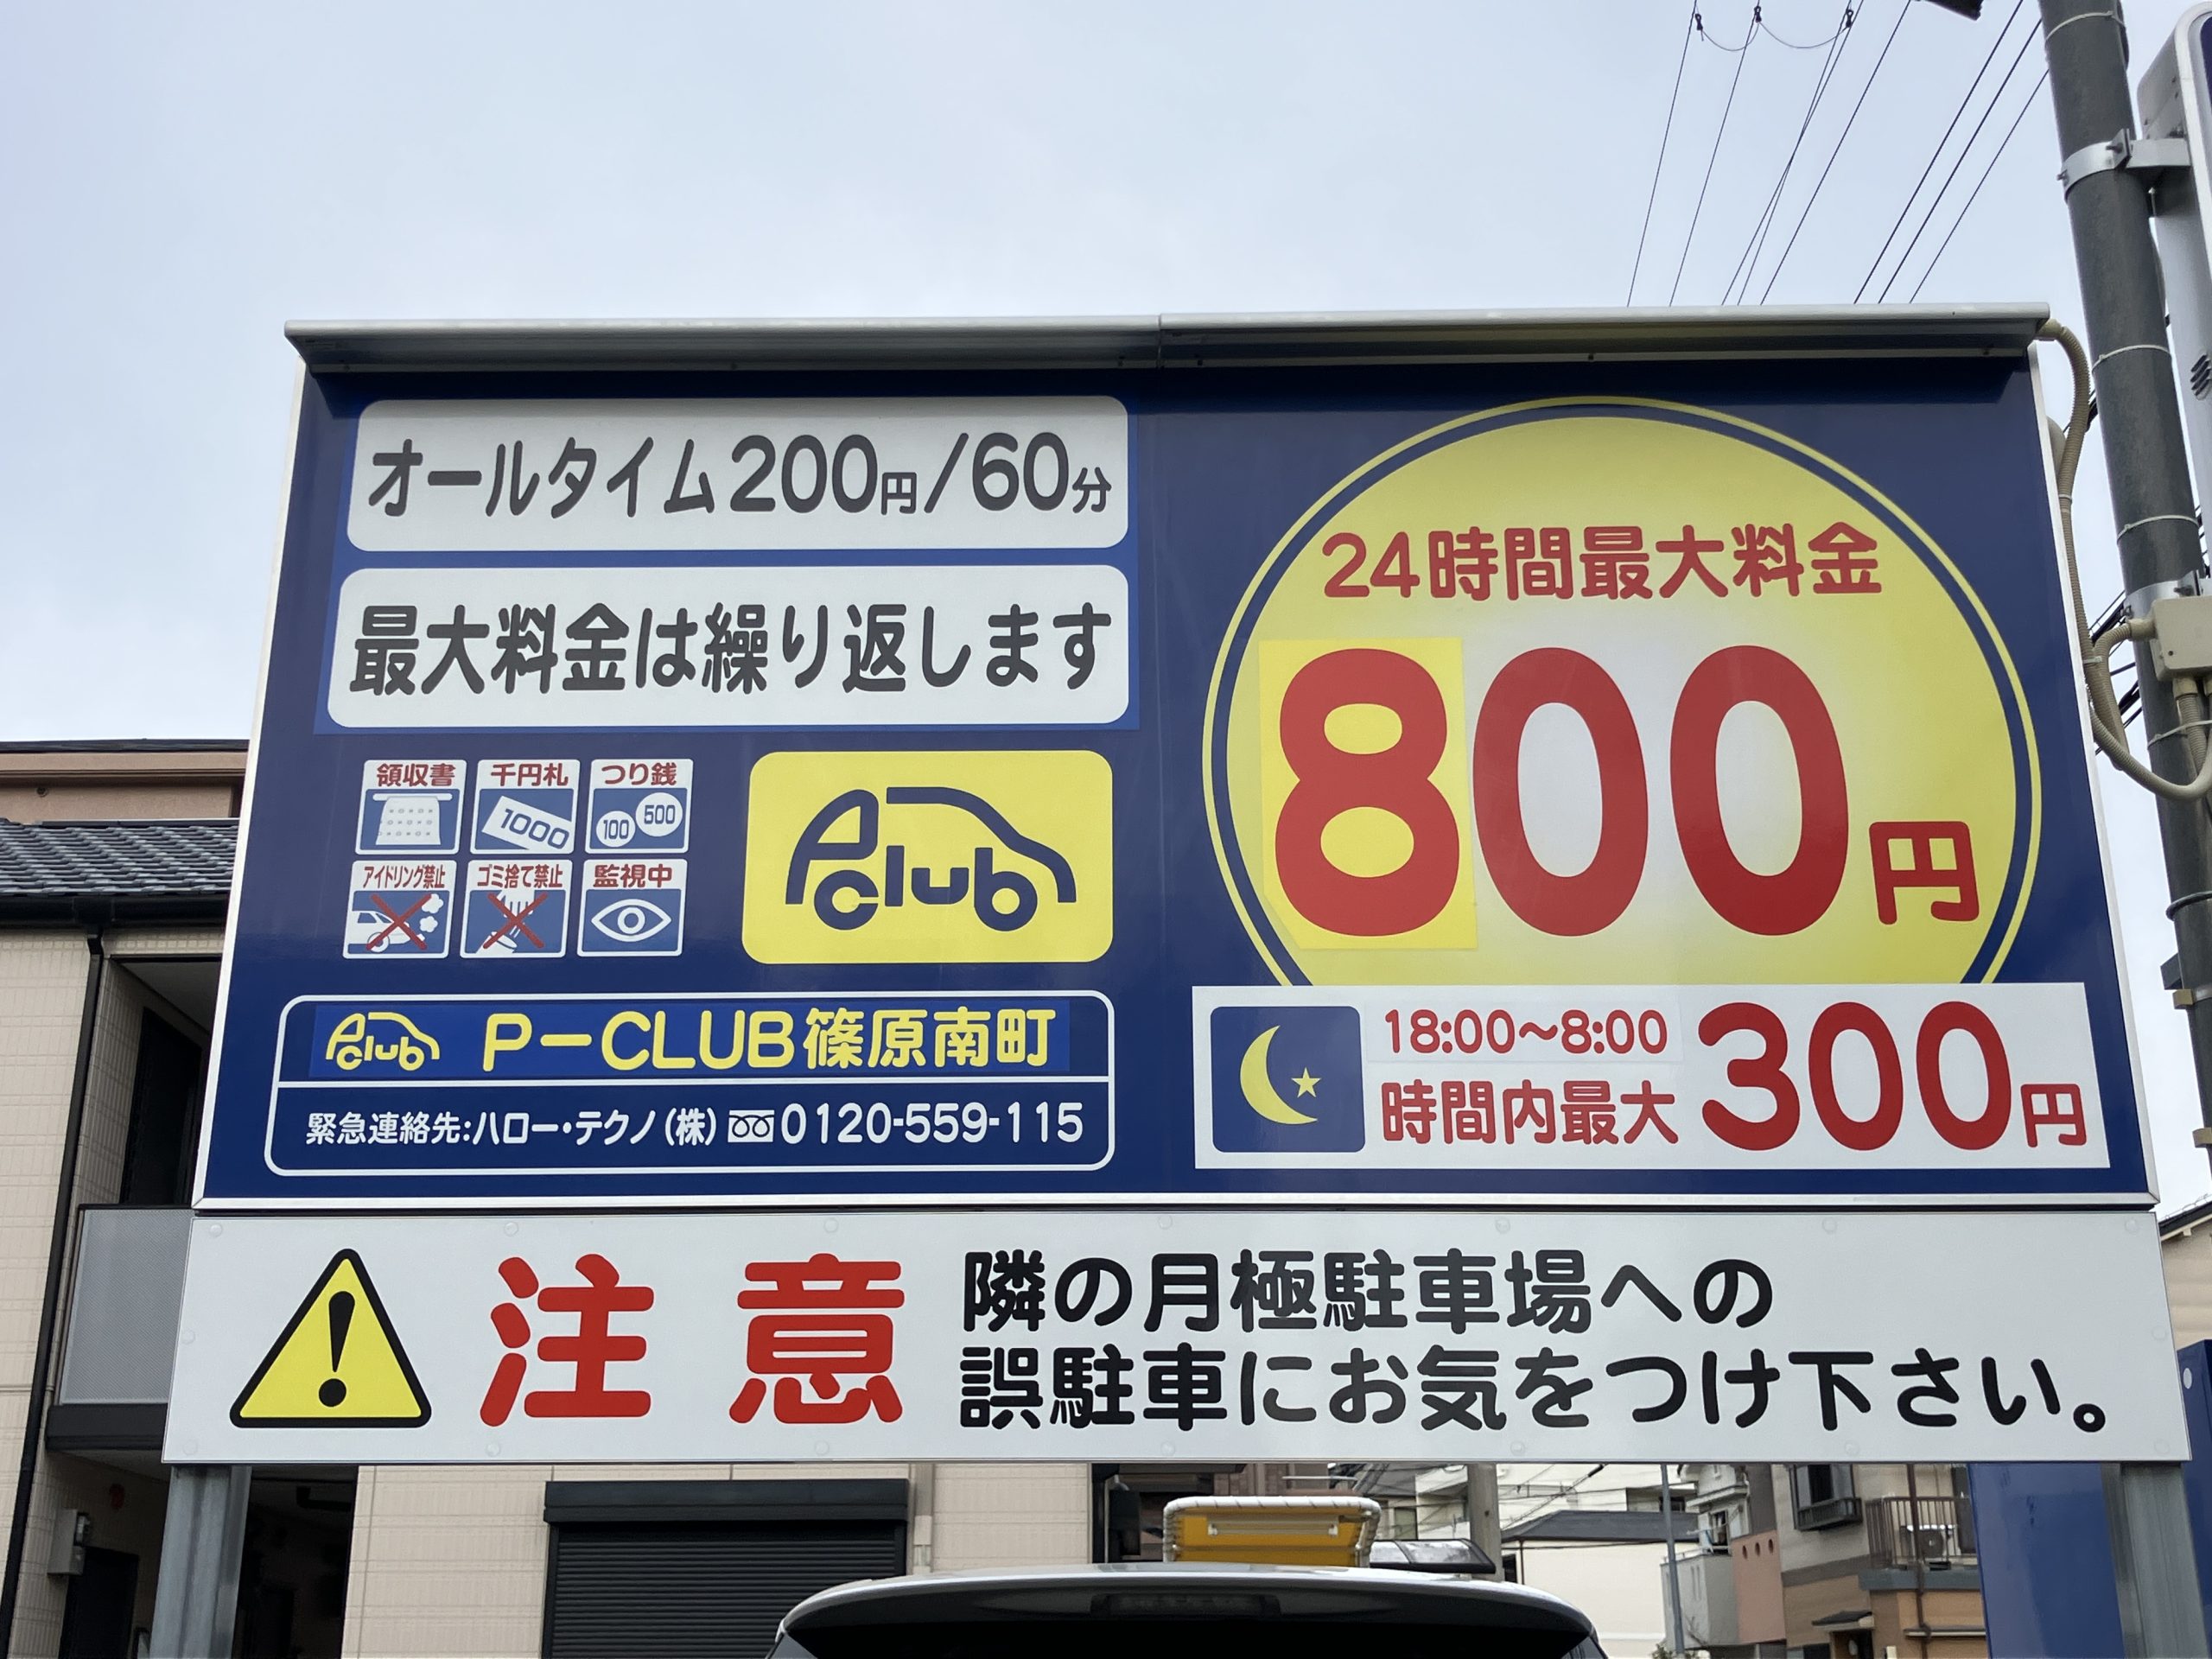 オールタイム200円/60分
最大料金は繰り返します
領収書 千円札 つり銭
1000 100 500
アイドリング禁止 ゴミ捨て禁止 監視中
P club
P club P-CLUB篠原南町
緊急連絡先:ハロー・テクノ(株) 0120-559-115
24時間最大料金
800円
18:00~8:00
時間内最大 300円
注意
隣の月極駐車場への
誤駐車にお気をつけ下さい。